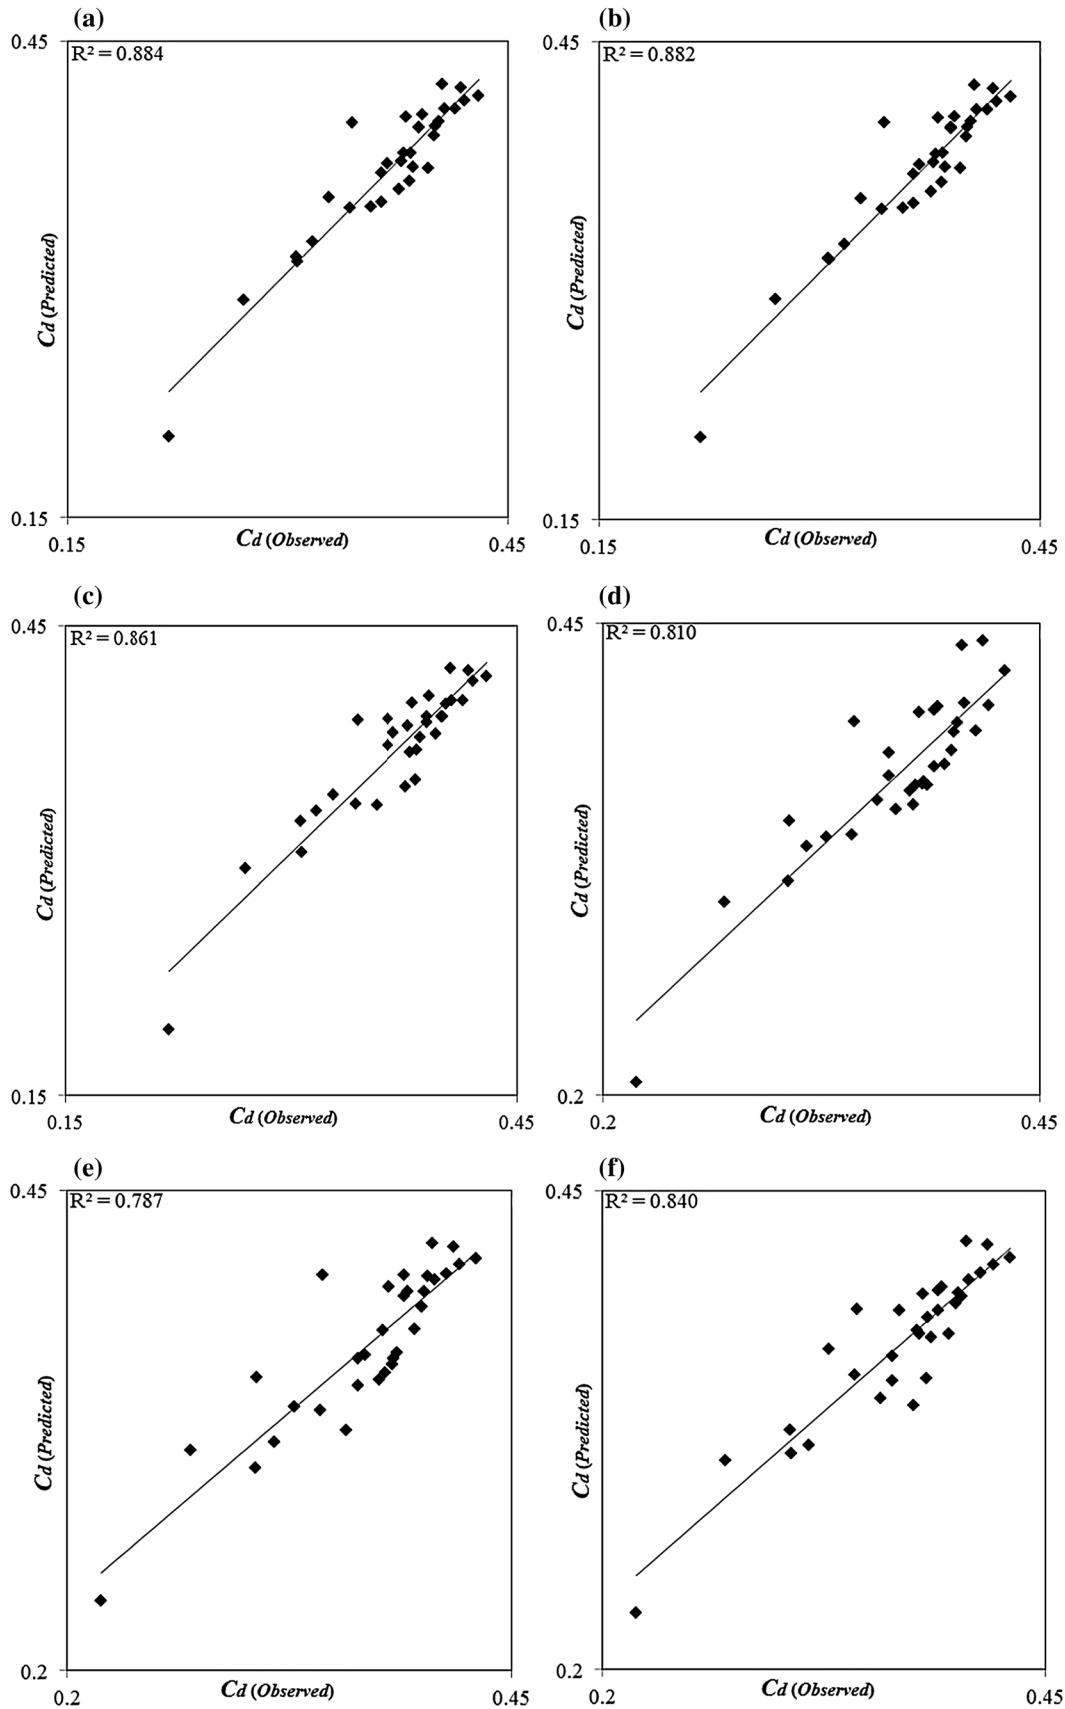 (a)
0.45
R² = 0.884
Cd (Predicted)
0.15
0.15
Cd (Observed)
0.45
(b)
0.45
R² = 0.882
Cd (Predicted)
0.15
0.15
Cd (Observed)
0.45
(c)
0.45
R² = 0.861
Cd (Predicted)
0.15
0.15
Cd (Observed)
0.45
(d)
0.45
R² = 0.810
Cd (Predicted)
0.2
0.2
Cd (Observed)
0.45
(e)
0.45
R² = 0.787
Cd (Predicted)
0.2
0.2
Cd (Observed)
0.45
(f)
0.45
R² = 0.840
Cd (Predicted)
0.2
0.2
Cd (Observed)
0.45